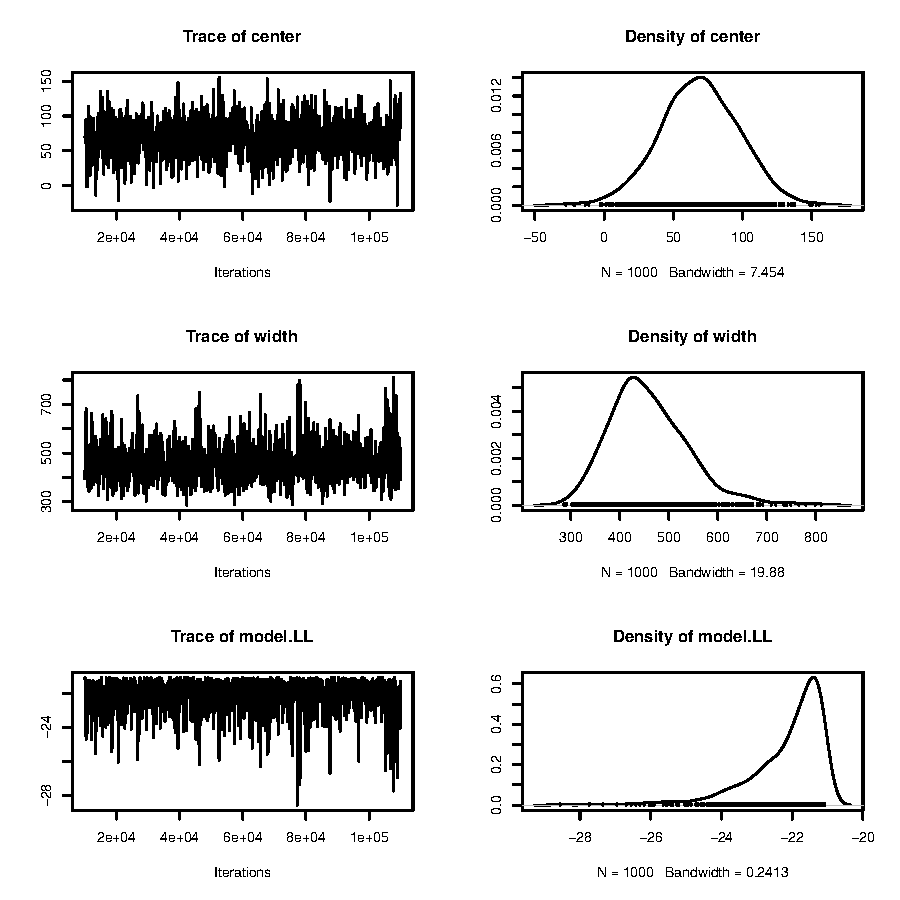 Trace of center
150
100
50
0
2e+04 4e+04 6e+04 8e+04 1e+05
Iterations
Density of center
0.012
0.006
0.000
−50 0 50 100 150
N = 1000 Bandwidth = 7.454
Trace of width
700
500
300
2e+04 4e+04 6e+04 8e+04 1e+05
Iterations
Density of width
0.004
0.002
0.000
300 400 500 600 700 800
N = 1000 Bandwidth = 19.88
Trace of model.LL
−24
−28
2e+04 4e+04 6e+04 8e+04 1e+05
Iterations
Density of model.LL
0.6
0.4
0.2
0.0
−28 −26 −24 −22 −20
N = 1000 Bandwidth = 0.2413